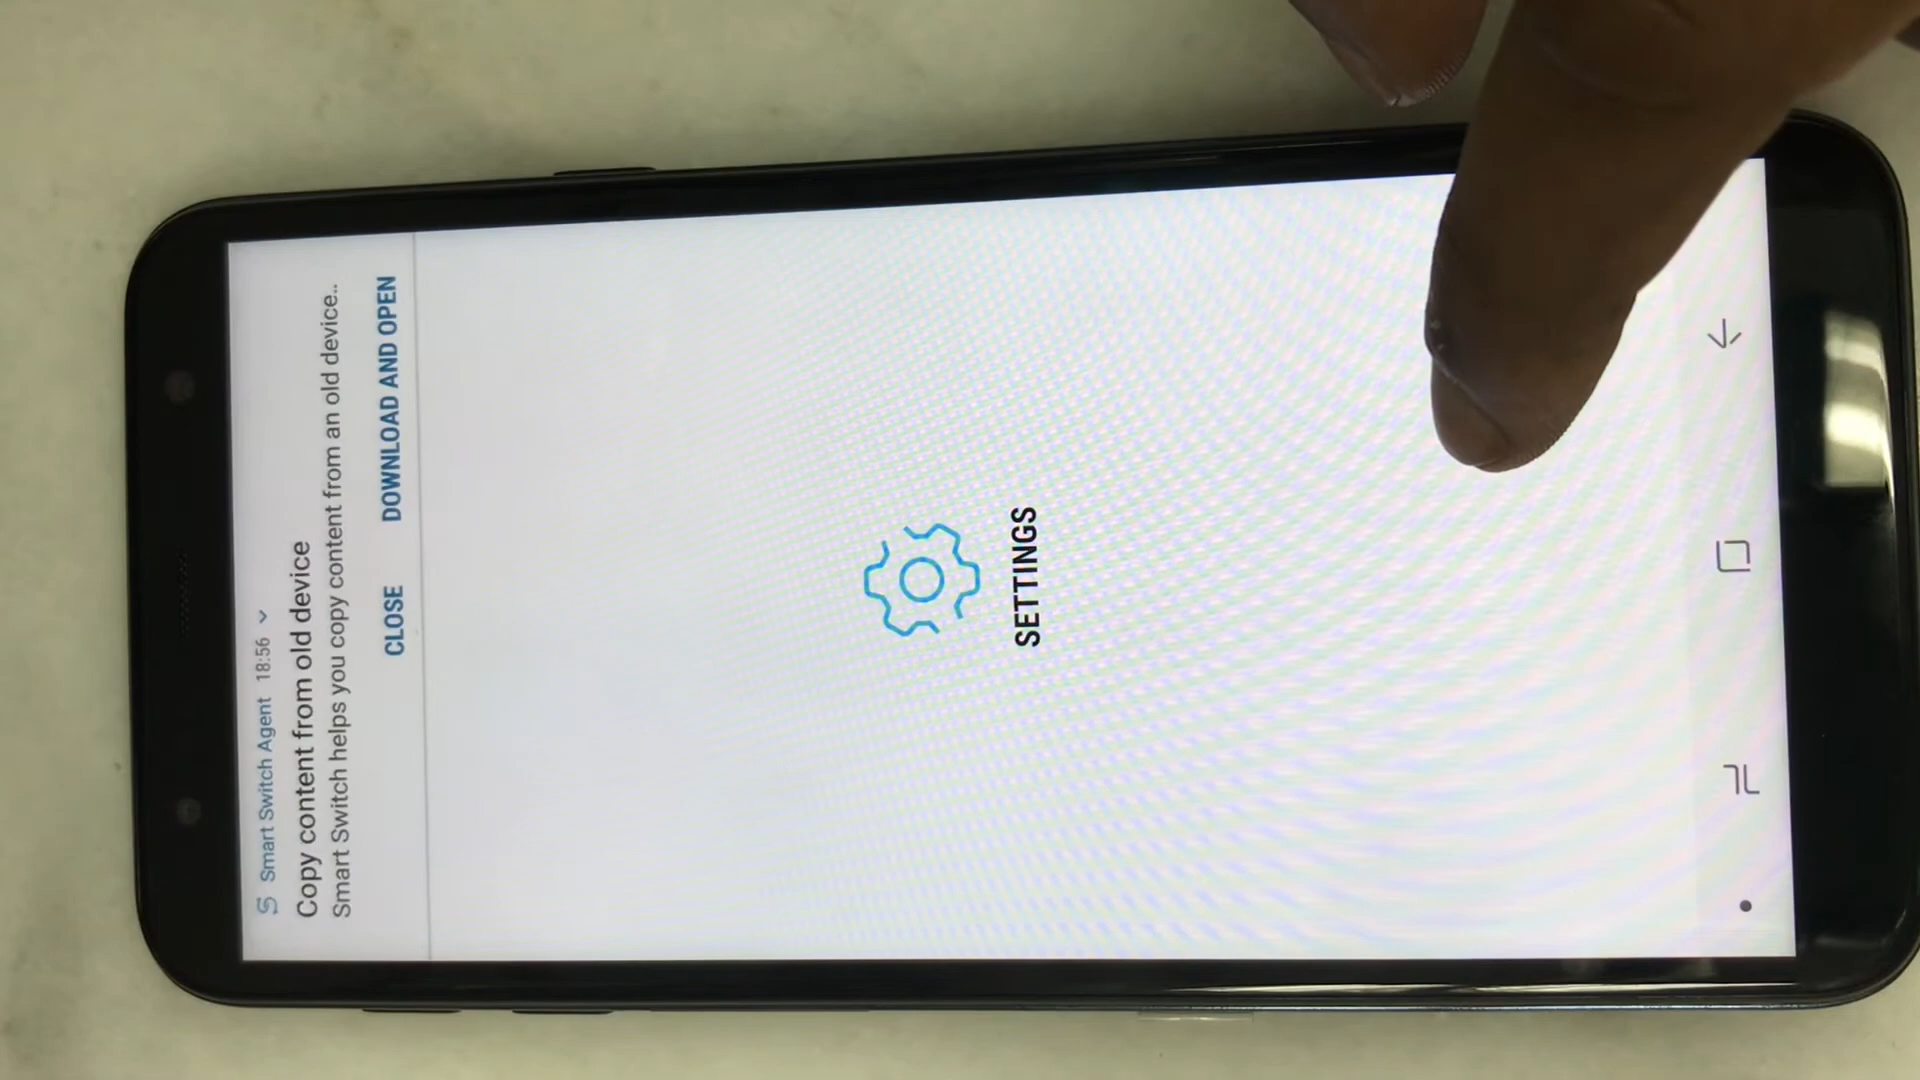 Smart Switch Agent 18:56
Copy content from old device
Smart Switch helps you copy content from an old device..
CLOSE DOWNLOAD AND OPEN
SETTINGS